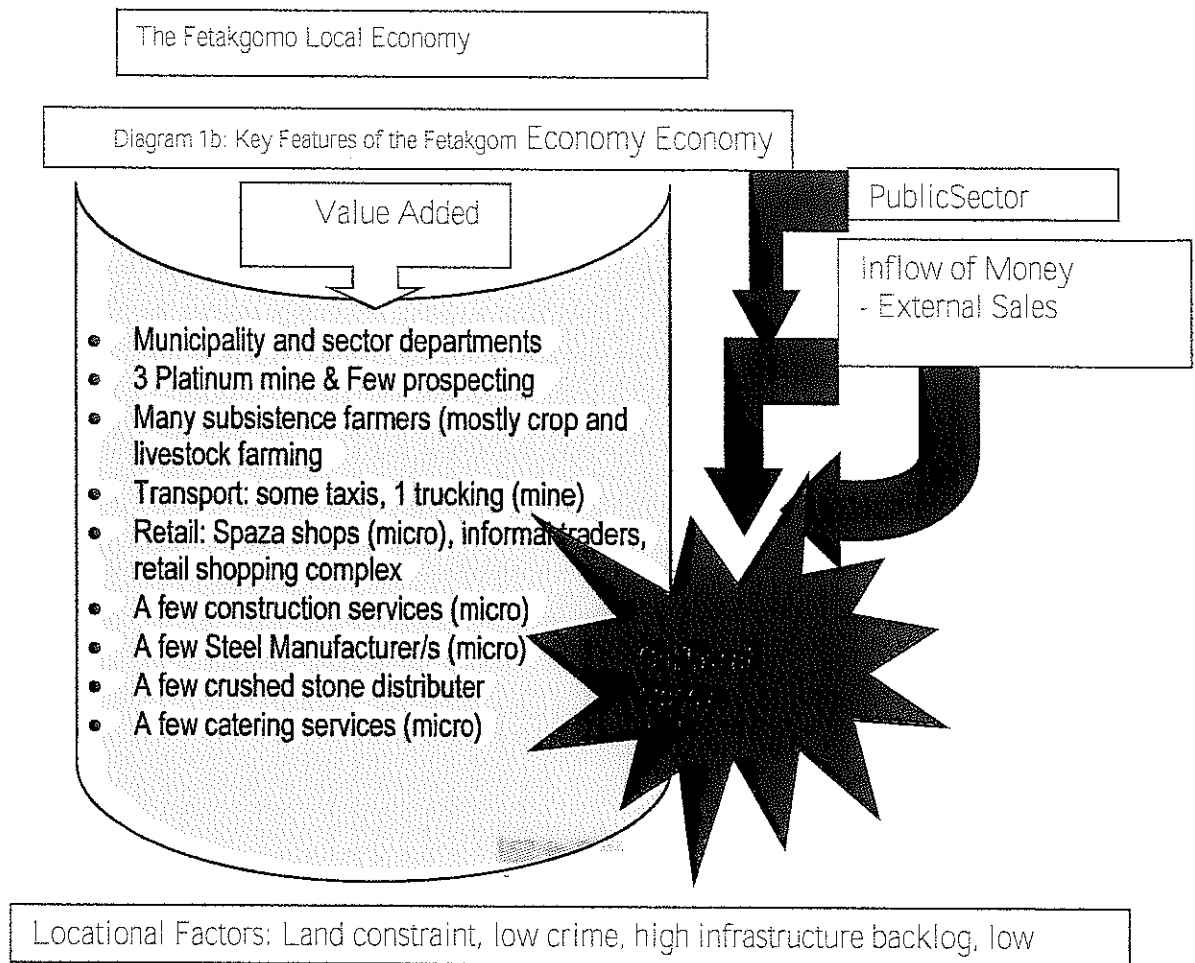 The Fetakgomo Local Economy
Diagram 1b: Key Features of the Fetakgom Economy Economy
Value Added
PublicSector
Inflow of Money
- External Sales
• Municipality and sector departments
• 3 Platinum mine & Few prospecting
• Many subsistence farmers (mostly crop and
livestock farming
• Transport: some taxis, 1 trucking (mine)
• Retail: Spaza shops (micro), informal traders,
retail shopping complex
• A few construction services (micro)
• A few Steel Manufacturer/s (micro)
• A few crushed stone distributer
• A few catering services (micro)
Locational Factors: Land constraint, low crime, high infrastructure backlog, low